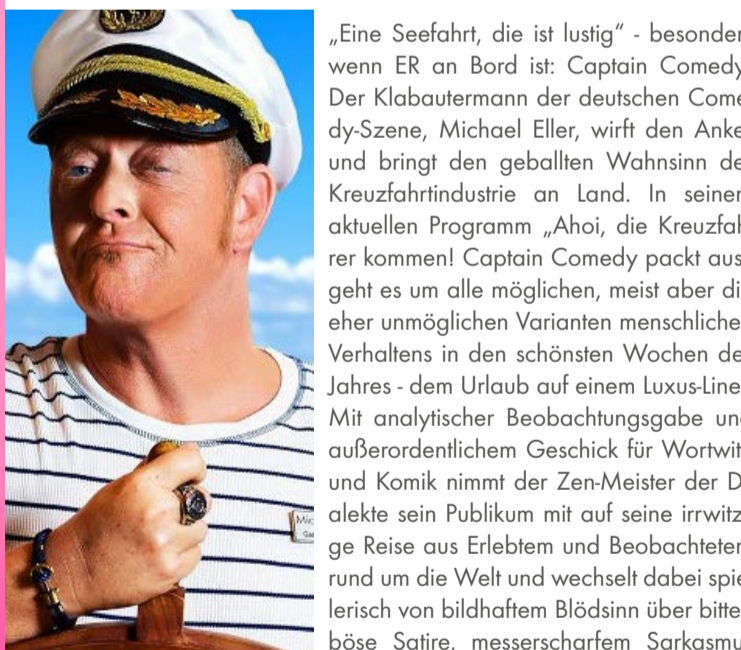 „Eine Seefahrt, die ist lustig“ - besonder
wenn ER an Bord ist: Captain Comedy
Der Klabautermann der deutschen Come
dy-Szene, Michael Eller, wirft den Anke
und bringt den geballten Wahnsinn de
Kreuzfahrtindustrie an Land. In seiner
aktuellen Programm „Ahoi, die Kreuzfah
rer kommen! Captain Comedy packt aus
geht es um alle möglichen, meist aber di
eher unmöglichen Varianten menschliche
Verhaltens in den schönsten Wochen de
Jahres - dem Urlaub auf einem Luxus-Line
Mit analytischer Beobachtungsgabe und
außerordentlichem Geschick für Wortwit
und Komik nimmt der Zen-Meister der D
alekte sein Publikum mit auf seine irrwitz
ge Reise aus Erlebtem und Beobachteter
rund um die Welt und wechselt dabei spie
lerisch von bildhaftem Blödsinn über bitte
böse Satire, messerscharfem Sarkasmu
Mic